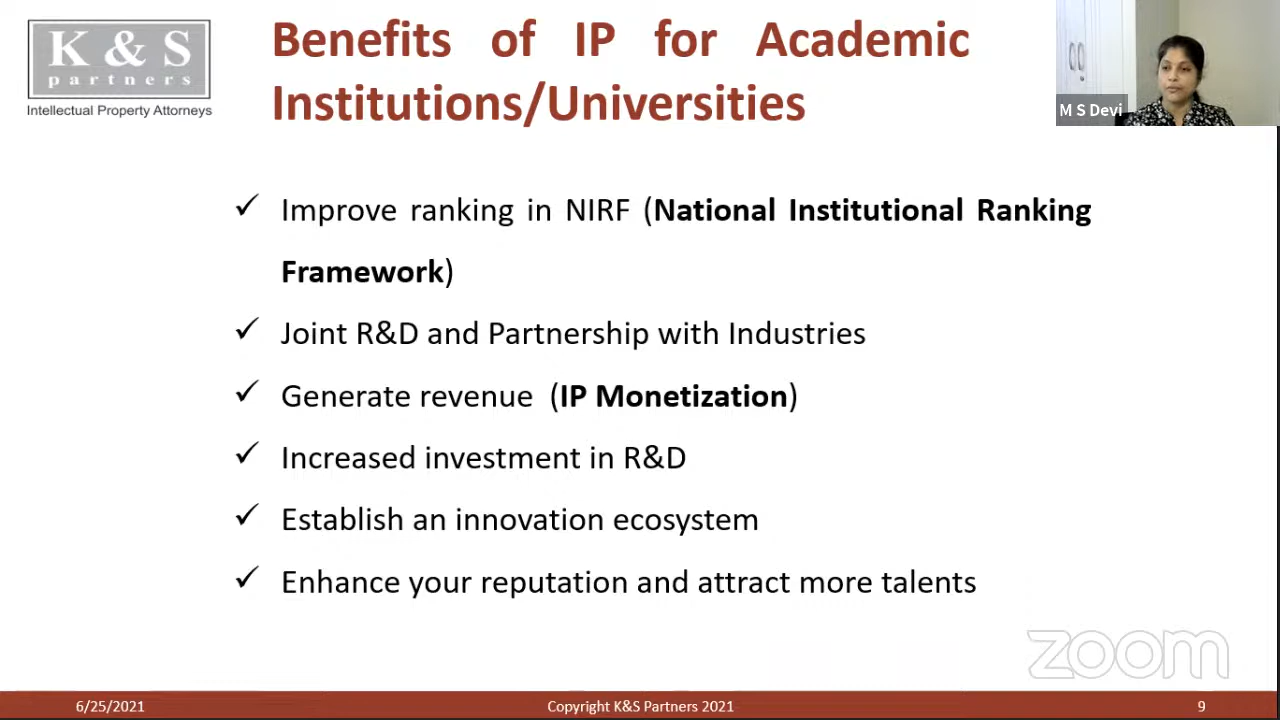 K & S
partners
Intellectual Property Attorneys
Benefits of IP for Academic
Institutions/Universities
M S Devi
✓ Improve ranking in NIRF (National Institutional Ranking
Framework)
✓ Joint R&D and Partnership with Industries
✓ Generate revenue (IP Monetization)
✓ Increased investment in R&D
✓ Establish an innovation ecosystem
✓ Enhance your reputation and attract more talents
zoom
6/25/2021
Copyright K&S Partners 2021
9